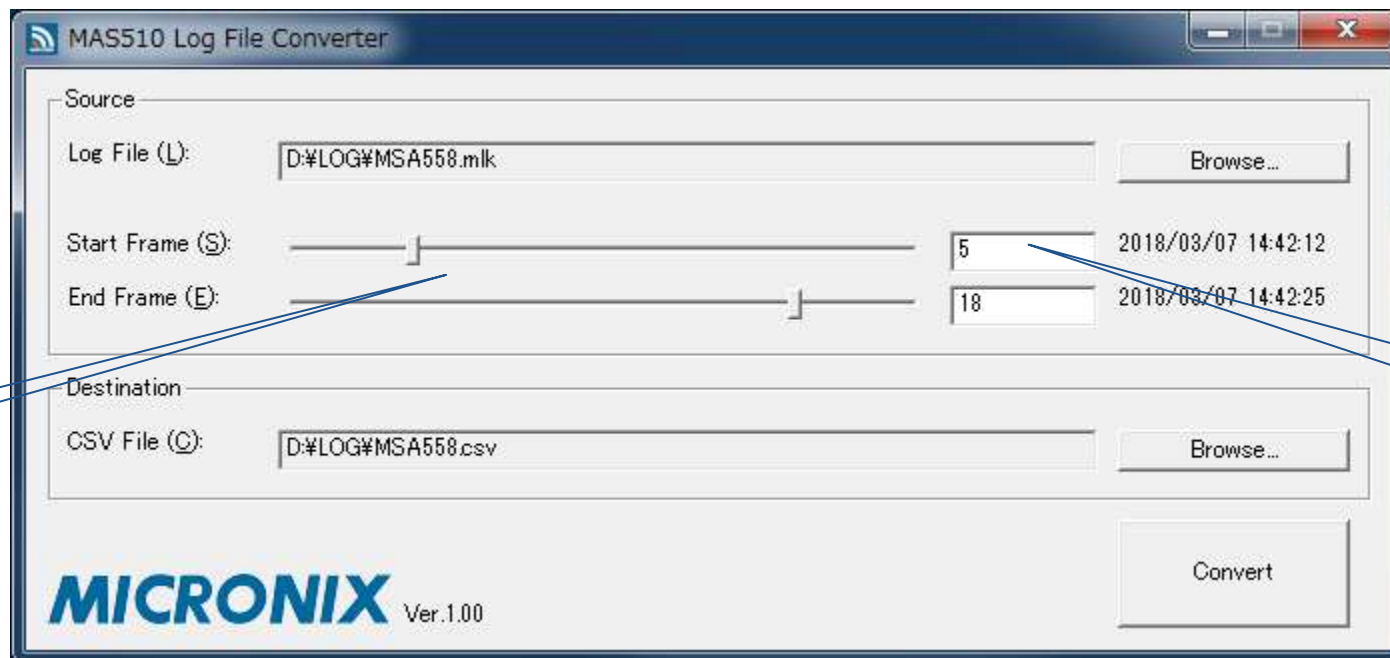 MAS510 Log File Converter
Source
Log File (L): D:¥LOG¥MSA558.mlk Browse...
Start Frame (S): 5 2018/03/07 14:42:12
End Frame (E): 18 2018/03/07 14:42:25
Destination
CSV File (C): D:¥LOG¥MSA558.csv Browse...
Convert
MICRONIX Ver.1.00